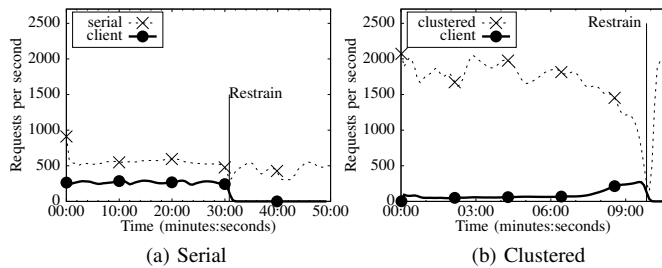 2500
2000
1500
1000
500
0
Requests per second
serial
client
Restrain
00:00 10:00 20:00 30:00 40:00 50:00
Time (minutes:seconds)
(a) Serial
2500
2000
1500
1000
500
0
Requests per second
clustered
client
Restrain
00:00 03:00 06:00 09:00
Time (minutes:seconds)
(b) Clustered